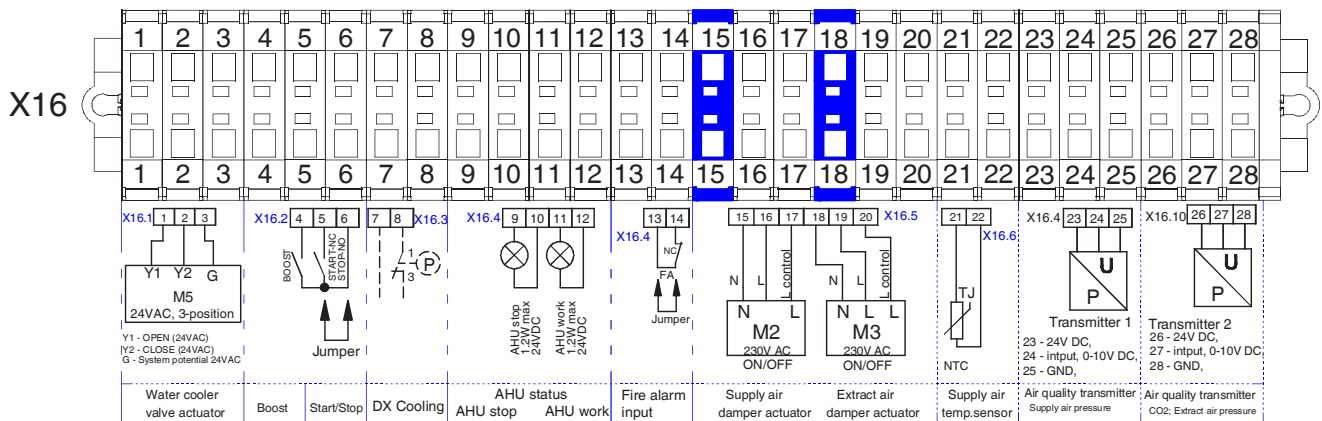 1 2 3 4 5 6 7 8 9 10 11 12 13 14 15 16 17 18 19 20 21 22 23 24 25 26 27 28
X16
1 2 3 4 5 6 7 8 9 10 11 12 13 14 15 16 17 18 19 20 21 22 23 24 25 26 27 28
X16.1 1 2 3
X16.2 4 5 6
7 8 X16.3
X16.4 9 10 11 12
13 14
X16.4
15 16 17 18 19 20 X16.5
21 22
X16.6
X16.4 23 24 25
X16.10 26 27 28
Y1 Y2 G
M5
24VAC, 3-position
Y1 - OPEN (24VAC)
Y2 - CLOSE (24VAC)
G - System potential 24VAC
BOOST
START-NC
STOP-NO
Jumper
1
P
3
AHU stop
1.2W max
24VDC
AHU work
1.2W max
24VDC
NC
FA
Jumper
N L L control
N L
M2
230V AC
ON/OFF
N L L control
N L
M3
230V AC
ON/OFF
TJ
NTC
U
P
Transmitter 1
23 - 24V DC,
24 - intput, 0-10V DC,
25 - GND,
U
P
Transmitter 2
26 - 24V DC,
27 - intput, 0-10V DC,
28 - GND,
Water cooler
valve actuator
Boost
Start/Stop
DX Cooling
AHU status
AHU stop AHU work
Fire alarm
input
Supply air
damper actuator
Extract air
damper actuator
Supply air
temp.sensor
Air quality transmitter
Supply air pressure
Air quality transmitter
CO2; Extract air pressure